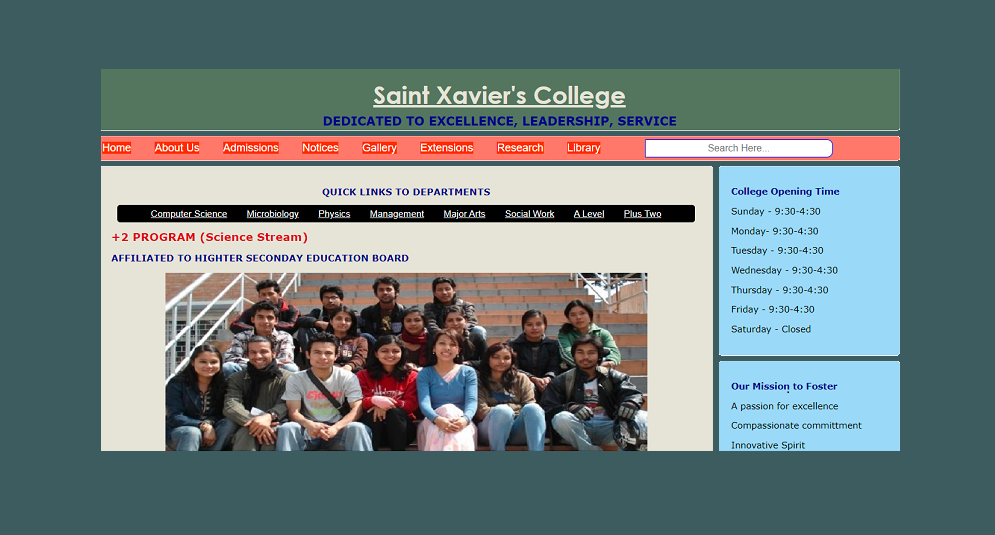 Saint Xavier's College
DEDICATED TO EXCELLENCE, LEADERSHIP, SERVICE
Home About Us Admissions Notices Gallery Extensions Research Library Search Here...
QUICK LINKS TO DEPARTMENTS
Computer Science Microbiology Physics Management Major Arts Social Work A Level Plus Two
+2 PROGRAM (Science Stream)
AFFILIATED TO HIGHTER SECONDAY EDUCATION BOARD
College Opening Time
Sunday - 9:30-4:30
Monday- 9:30-4:30
Tuesday - 9:30-4:30
Wednesday - 9:30-4:30
Thursday - 9:30-4:30
Friday - 9:30-4:30
Saturday - Closed
Our Mission to Foster
A passion for excellence
Compassionate committment
Innovative Spirit